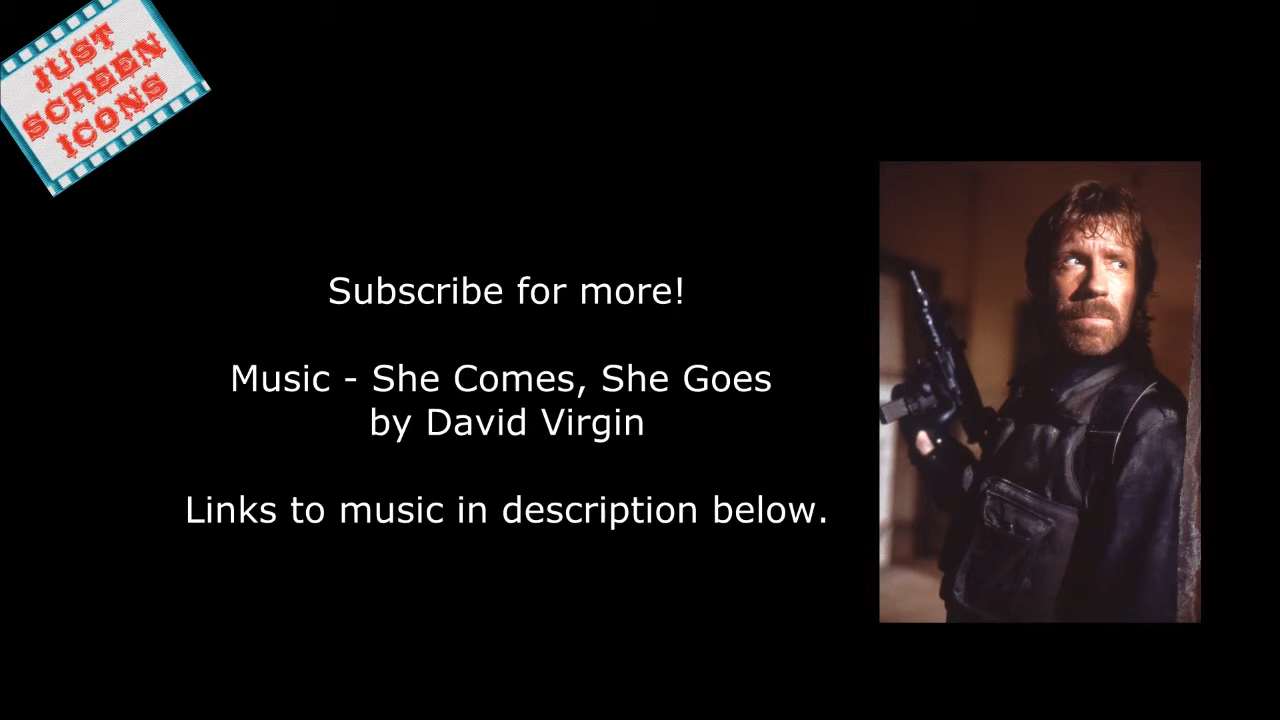 JUST
SCREEN
ICONS
Subscribe for more!
Music - She Comes, She Goes
by David Virgin
Links to music in description below.